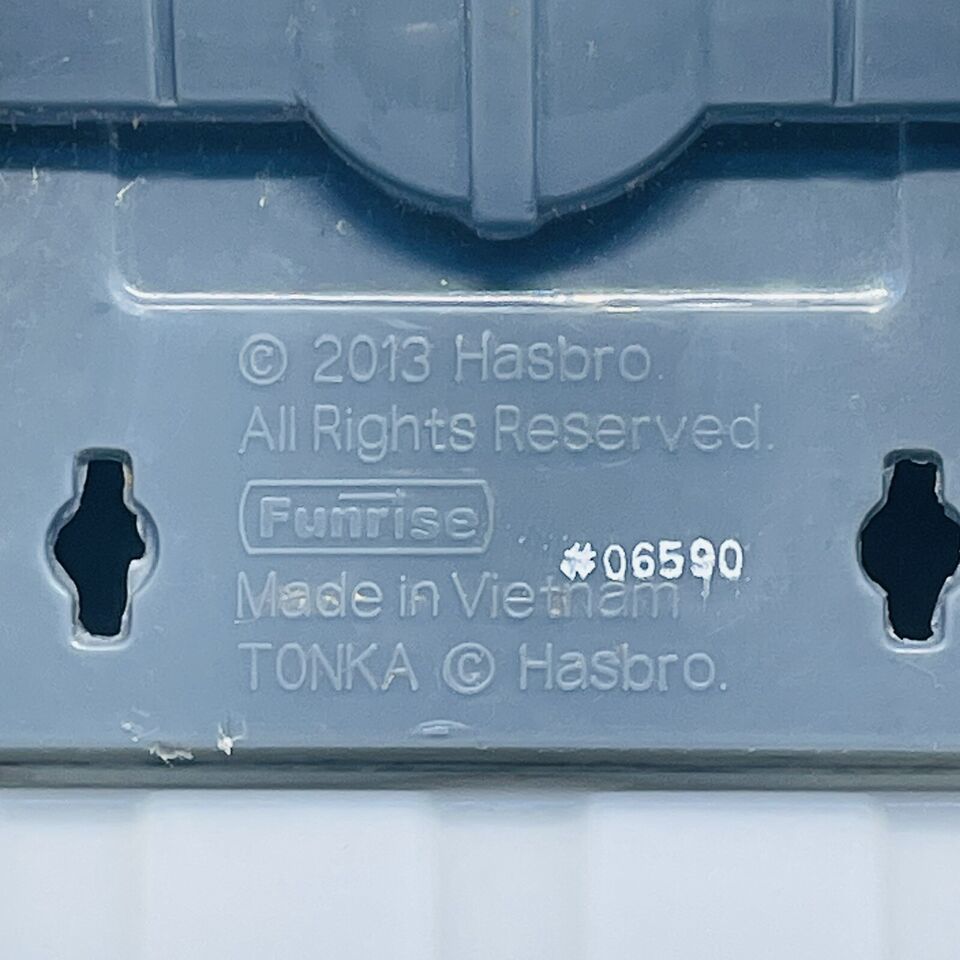 © 2013 Hasbro.
All Rights Reserved.
Funrise
#06590
Made in Vietnam
TONKA © Hasbro.